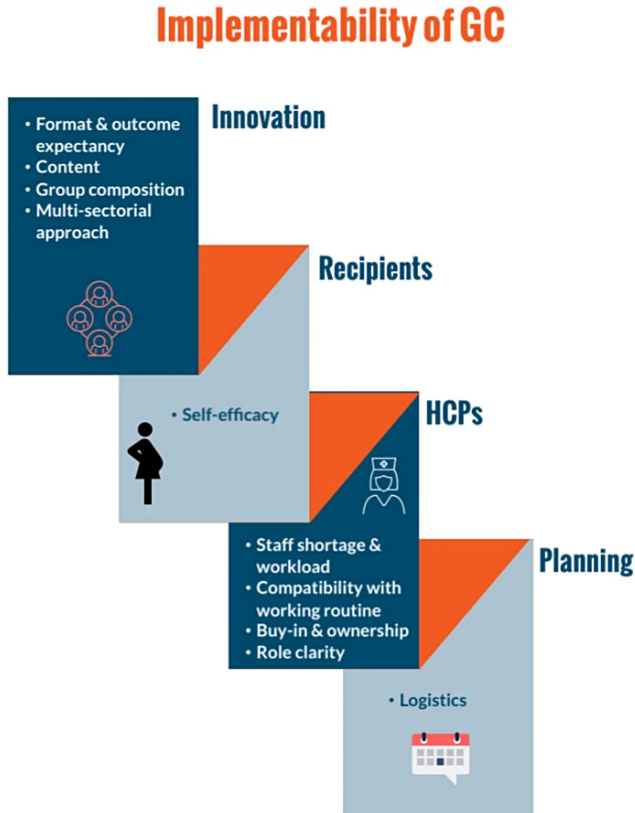 Implementability of GC
Innovation
• Format & outcome
expectancy
• Content
• Group composition
• Multi-sectorial
approach
Recipients
• Self-efficacy
HCPs
• Staff shortage &
workload
• Compatibility with
working routine
• Buy-in & ownership
• Role clarity
Planning
• Logistics